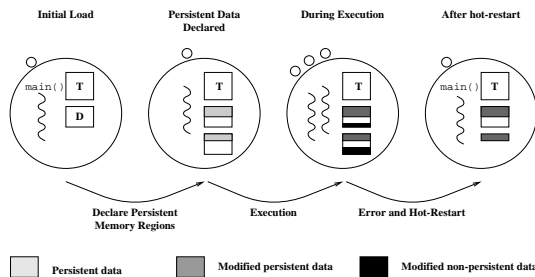 Initial Load
Persistent Data
Declared
During Execution
After hot-restart
main()
T
D
T
T
main()
T
Declare Persistent
Memory Regions
Execution
Error and Hot-Restart
Persistent data
Modified persistent data
Modified non-persistent data